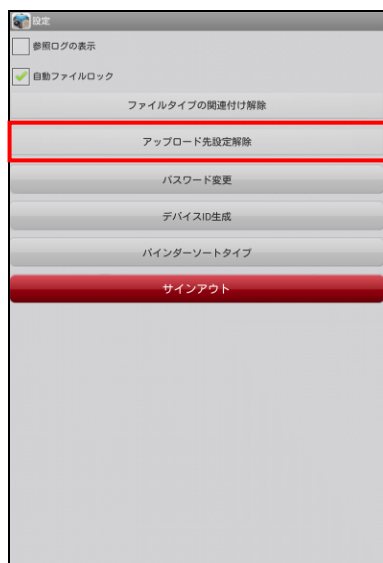 設定
参照ログの表示
自動ファイルロック
ファイルタイプの関連付け解除
アップロード先設定解除
パスワード変更
デバイスID生成
バインダーソートタイプ
サインアウト